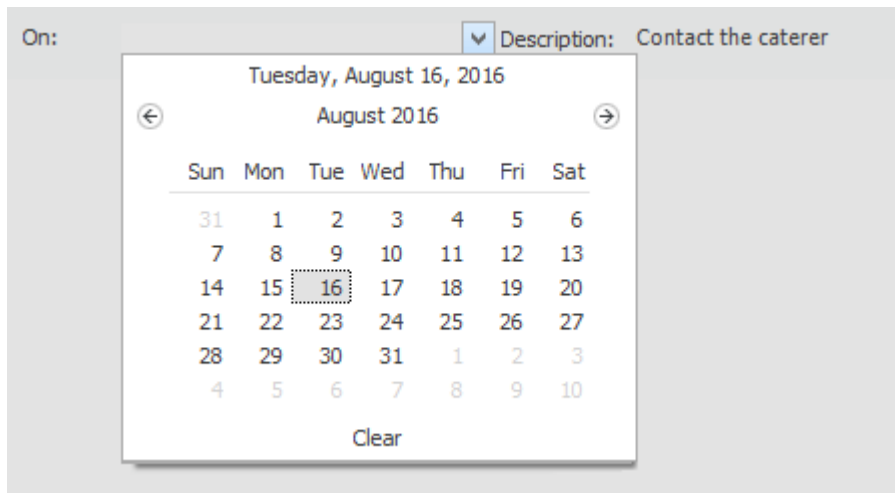 On: Description: Contact the caterer
Tuesday, August 16, 2016
August 2016
Sun Mon Tue Wed Thu Fri Sat
31 1 2 3 4 5 6
7 8 9 10 11 12 13
14 15 16 17 18 19 20
21 22 23 24 25 26 27
28 29 30 31 1 2 3
4 5 6 7 8 9 10
Clear